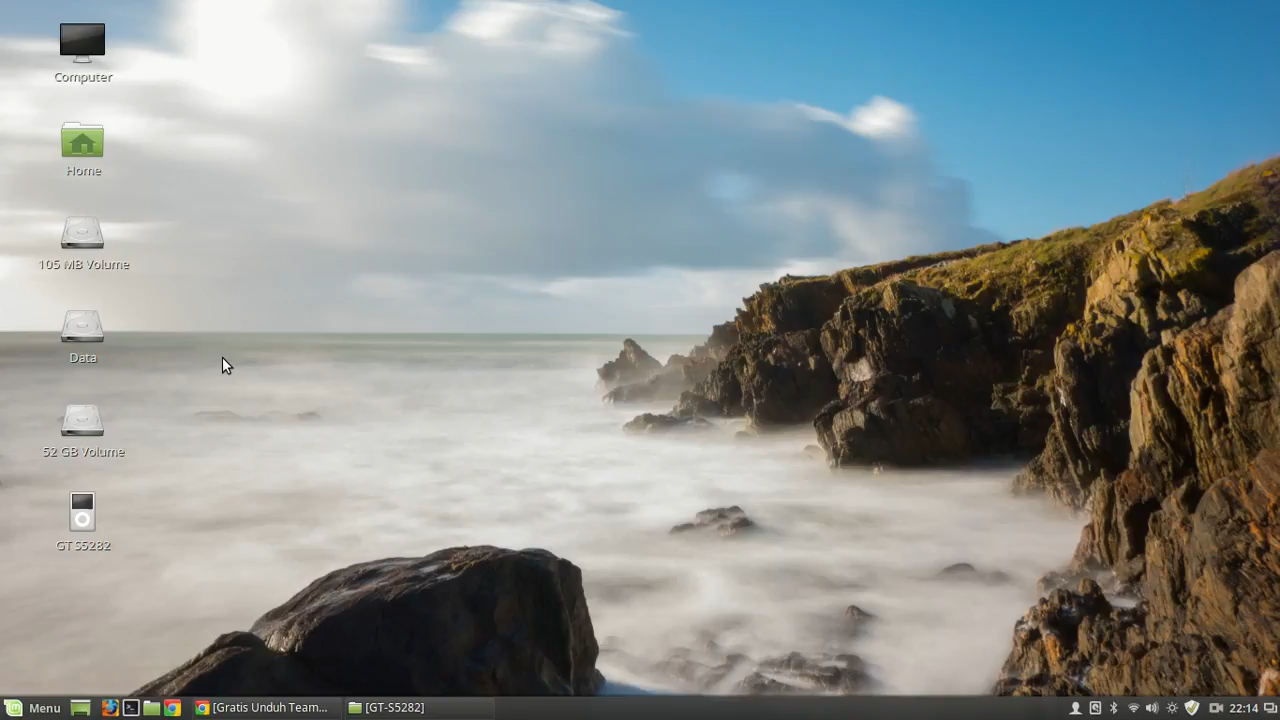 Computer
Home
105 MB Volume
Data
52 GB Volume
GT-S5282
Menu
[Gratis Unduh Team...
[GT-S5282]
22:14